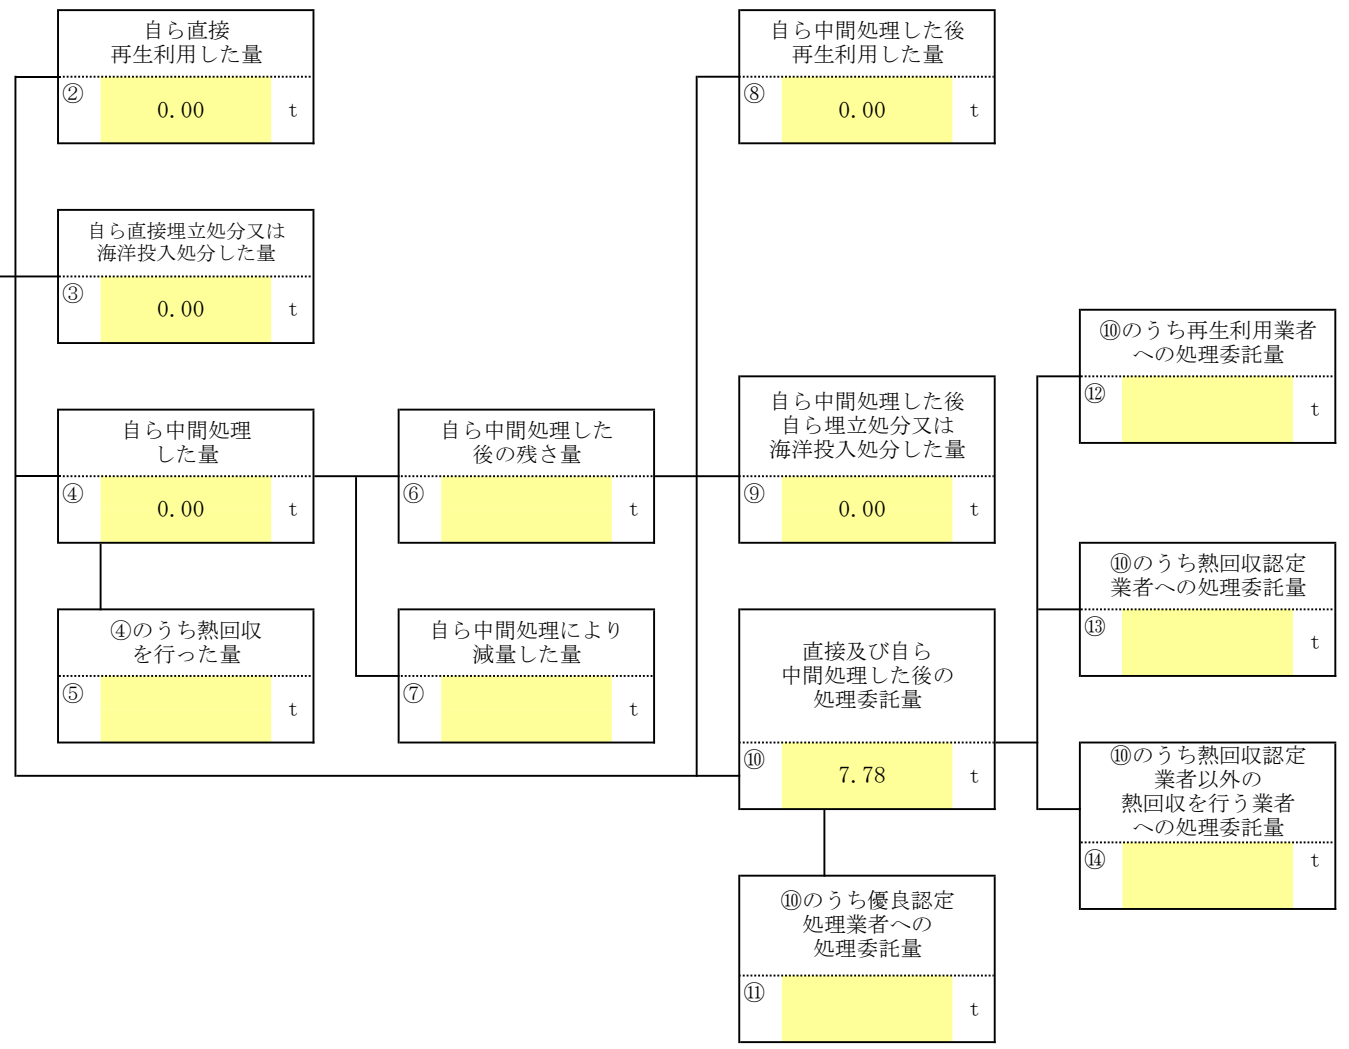 自ら直接
再生利用した量
②
0.00
t
自ら中間処理した後
再生利用した量
⑧
0.00
t
自ら直接埋立処分又は
海洋投入処分した量
③
0.00
t
⑩のうち再生利用業者
への処理委託量
⑫
t
自ら中間処理
した量
④
0.00
t
自ら中間処理した
後の残さ量
⑥
t
自ら中間処理した後
自ら埋立処分又は
海洋投入処分した量
⑨
0.00
t
⑩のうち熱回収認定
業者への処理委託量
⑬
t
④のうち熱回収
を行った量
⑤
t
自ら中間処理により
減量した量
⑦
t
直接及び自ら
中間処理した後の
処理委託量
⑩
7.78
t
⑩のうち熱回収認定
業者以外の
熱回収を行う業者
への処理委託量
⑭
t
⑩のうち優良認定
処理業者への
処理委託量
⑪
t